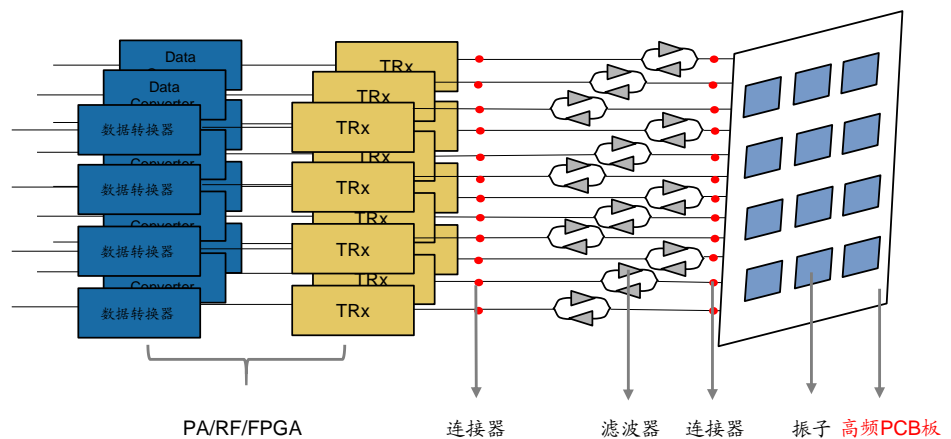 Data
TRx
Data
Converter
TRx
数据转换器
TRx
Converter
数据转换器
TRx
Converter
数据转换器
TRx
TRx
Converter
数据转换器
TRx
PA/RF/FPGA
连接器
滤波器
连接器
振子
高频PCB板